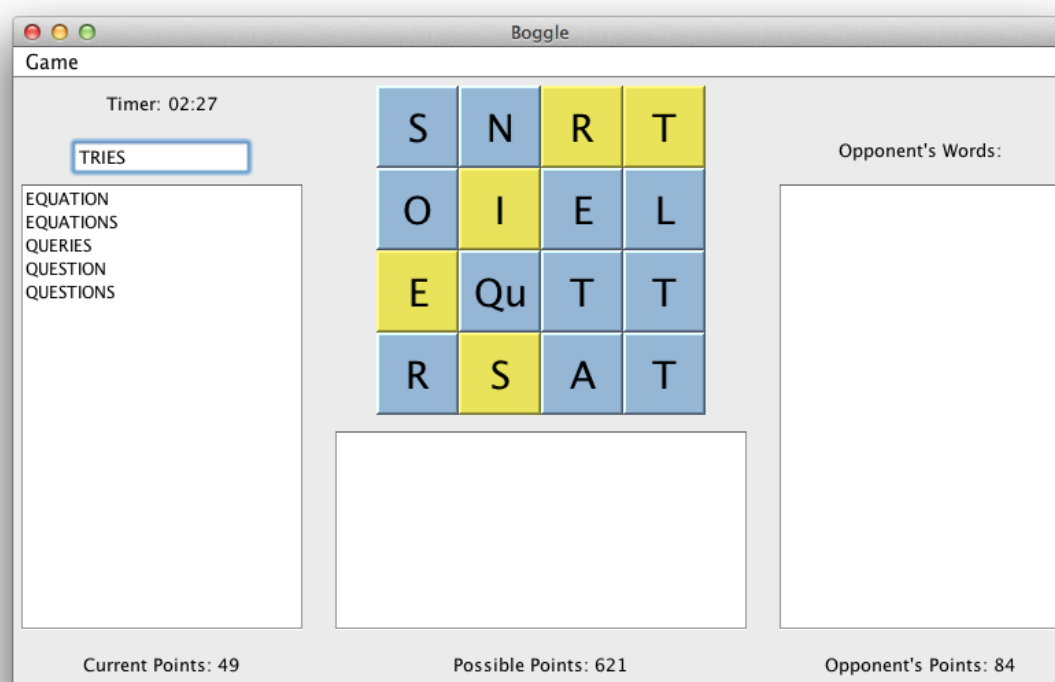 Boggle
Game
Timer: 02:27
TRIES
EQUATION
EQUATIONS
QUERIES
QUESTION
QUESTIONS
S N R T
O I E L
E Qu T T
R S A T
Opponent's Words:
Current Points: 49
Possible Points: 621
Opponent's Points: 84